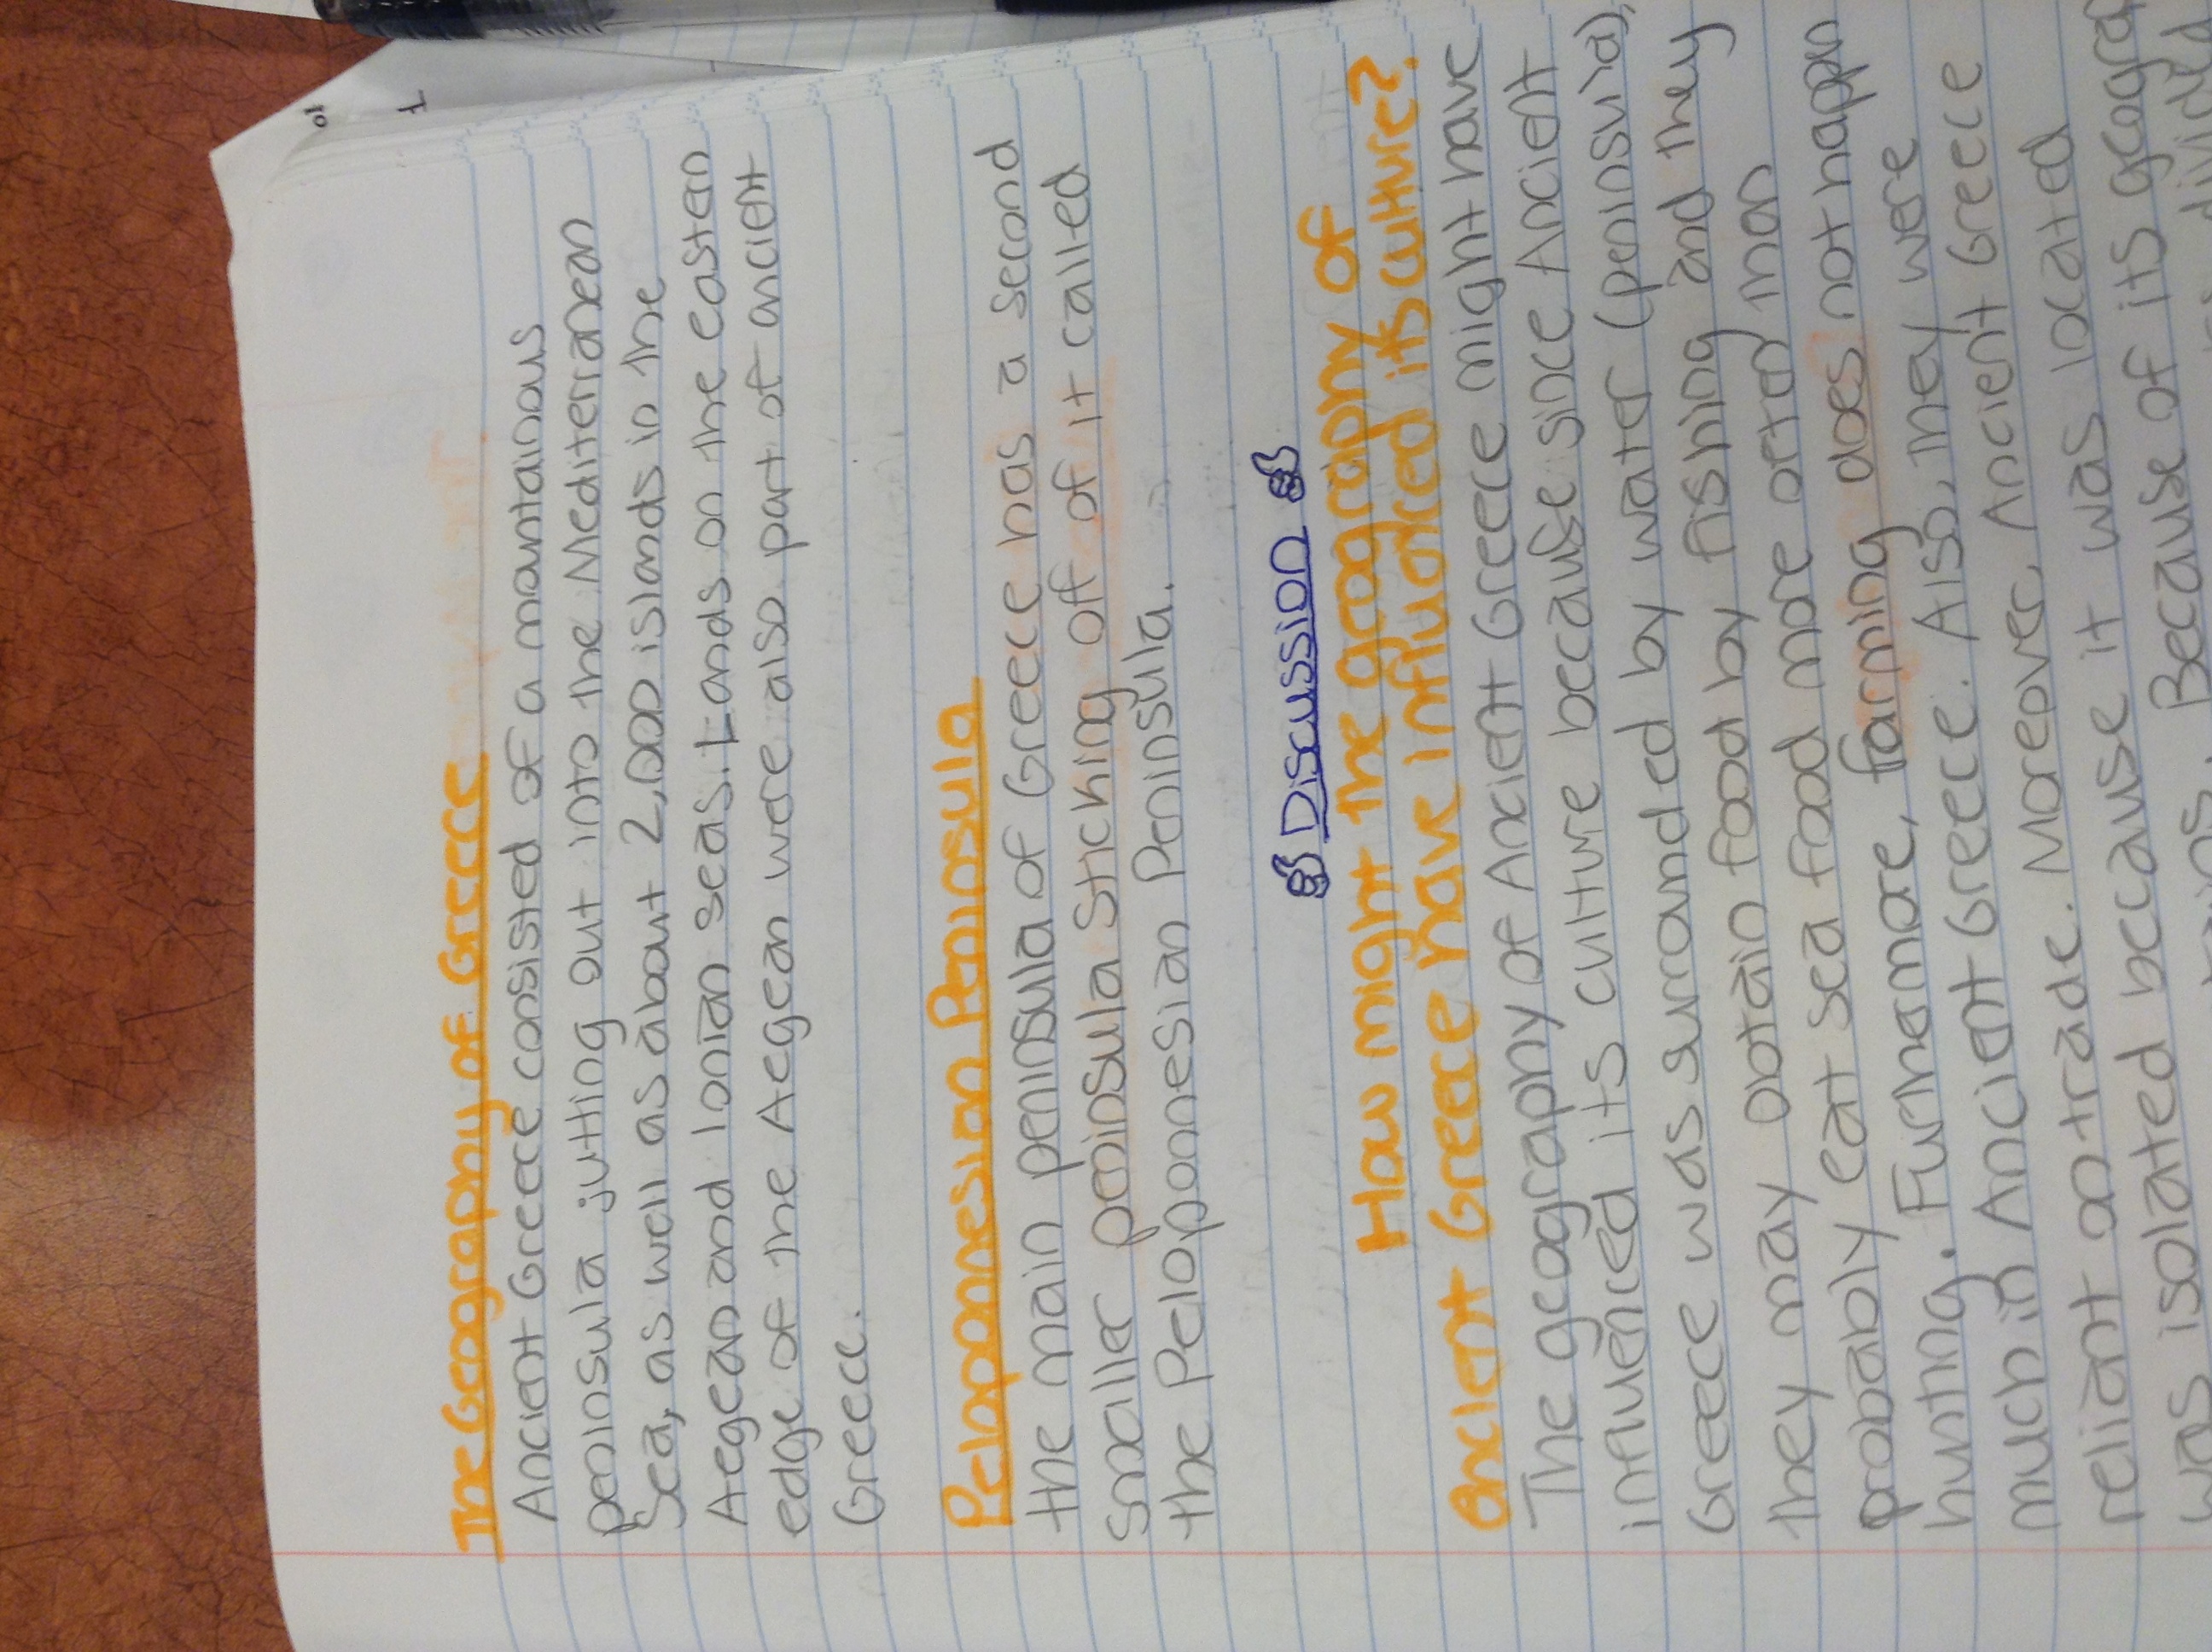 ol
1
The Geography of Greece
Ancient Greece consisted of a mountainous
peninsula jutting out into the Mediterranean
Sea, as well as about 2,000 islands in the
Aegean and Ionian seas. Lands on the eastern
edge of the Aegean were also part of ancient
Greece.
Peloponnesian Peninsula
the main peninsula of Greece has a second
smaller peninsula sticking off of it called
the Peloponnesian Peninsula.
Discussion
How might the geography of
ancient Greece have influenced its culture?
The geography of Ancient Greece might have
influenced its culture because since Ancient
Greece was surrounded by water (peninsula),
they may obtain food by fishing and they
probably eat sea food more often than
hunting. Furthermore, farming does not happen
much in Ancient Greece. Also, they were
reliant on trade. Moreover, Ancient Greece
was isolated because it was located
Because of its geogra
divided